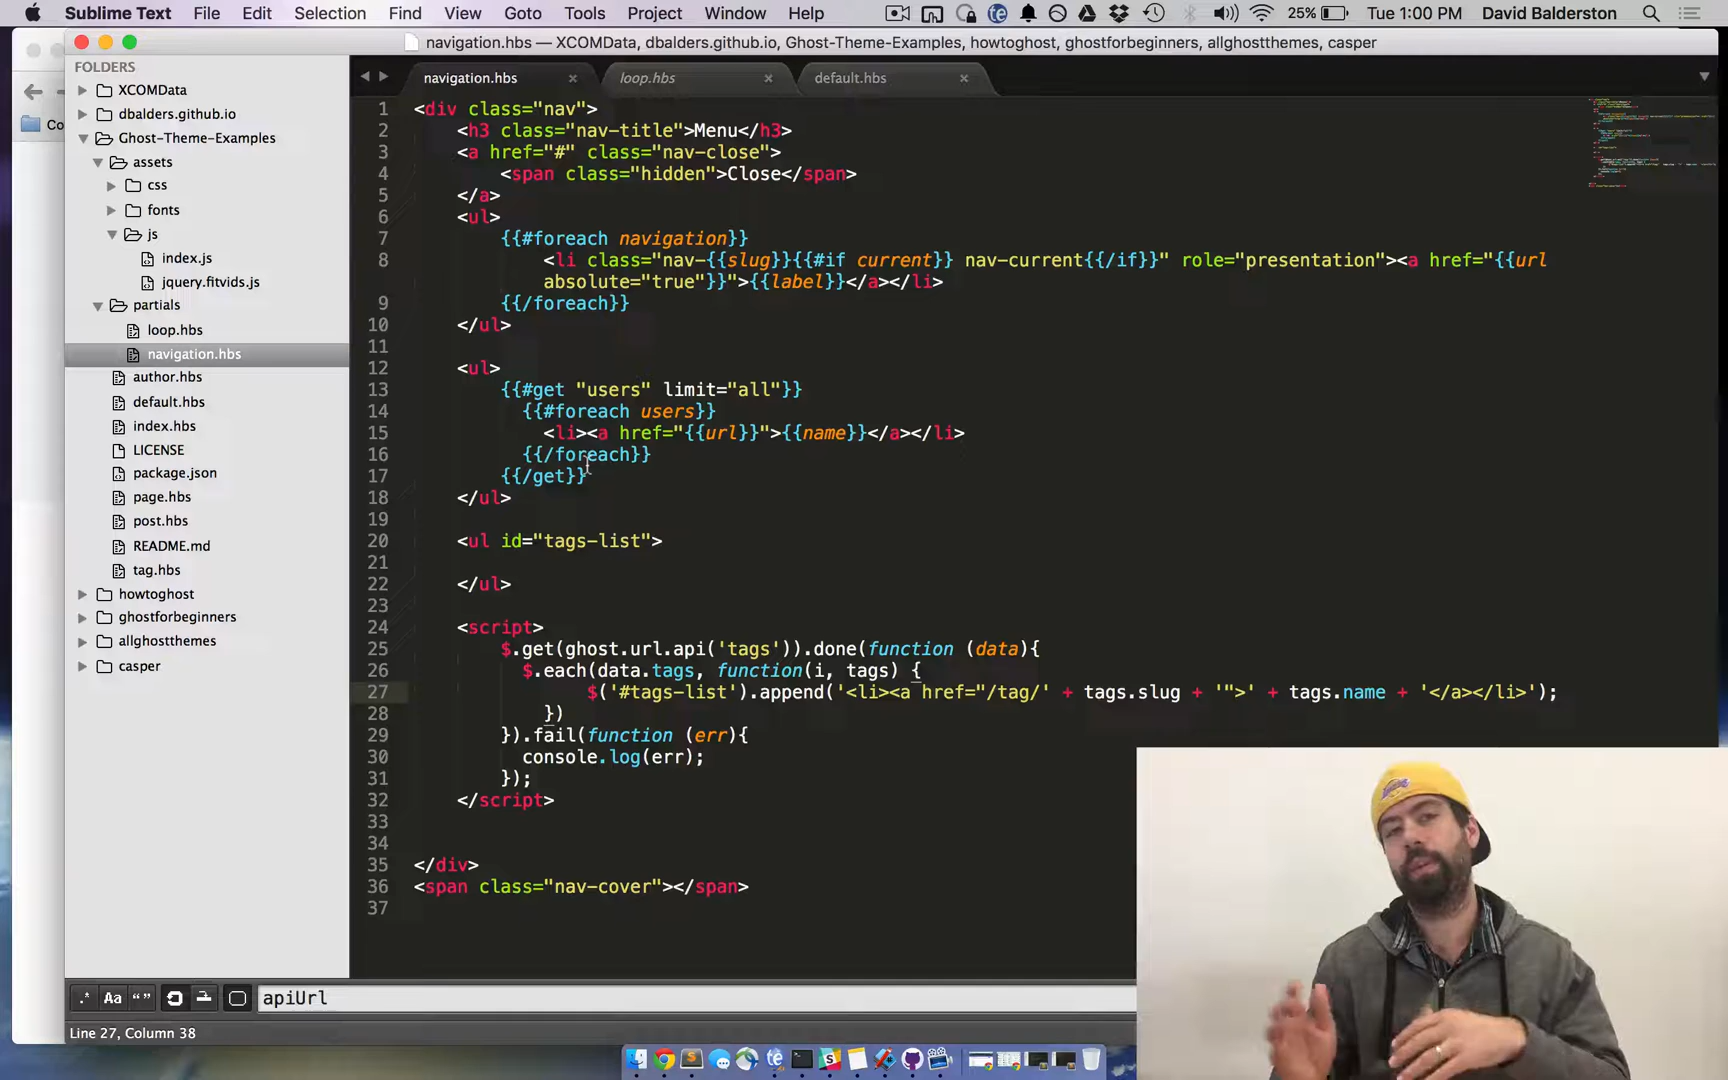 Sublime Text File Edit Selection Find View Goto Tools Project Window Help 25% Tue 1:00 PM David Balderston
navigation.hbs — XCOMData, dbalders.github.io, Ghost-Theme-Examples, howtoghost, ghostforbeginners, allghostthemes, casper
Co
FOLDERS
XCOMData
dbalders.github.io
Ghost-Theme-Examples
assets
css
fonts
js
index.js
jquery.fitvids.js
partials
loop.hbs
navigation.hbs
author.hbs
default.hbs
index.hbs
LICENSE
package.json
page.hbs
post.hbs
README.md
tag.hbs
howtoghost
ghostforbeginners
allghostthemes
casper
navigation.hbs × loop.hbs × default.hbs ×
1 <div class="nav">
2 <h3 class="nav-title">Menu</h3>
3 <a href="#" class="nav-close">
4 <span class="hidden">Close</span>
5 </a>
6 <ul>
7 {{#foreach navigation}}
8 <li class="nav-{{slug}}{{#if current}} nav-current{{/if}}" role="presentation"><a href="{{url
absolute="true"}}">{{label}}</a></li>
9 {{/foreach}}
10 </ul>
11
12 <ul>
13 {{#get "users" limit="all"}}
14 {{#foreach users}}
15 <li><a href="{{url}}">{{name}}</a></li>
16 {{/foreach}}
17 {{/get}}
18 </ul>
19
20 <ul id="tags-list">
21
22 </ul>
23
24 <script>
25 $.get(ghost.url.api('tags')).done(function (data){
26 $.each(data.tags, function(i, tags) {
27 $('#tags-list').append('<li><a href="/tag/' + tags.slug + '">' + tags.name + '</a></li>');
28 })
29 }).fail(function (err){
30 console.log(err);
31 });
32 </script>
33
34
35 </div>
36 <span class="nav-cover"></span>
37
.* Aa “ ” apiUrl
Line 27, Column 38